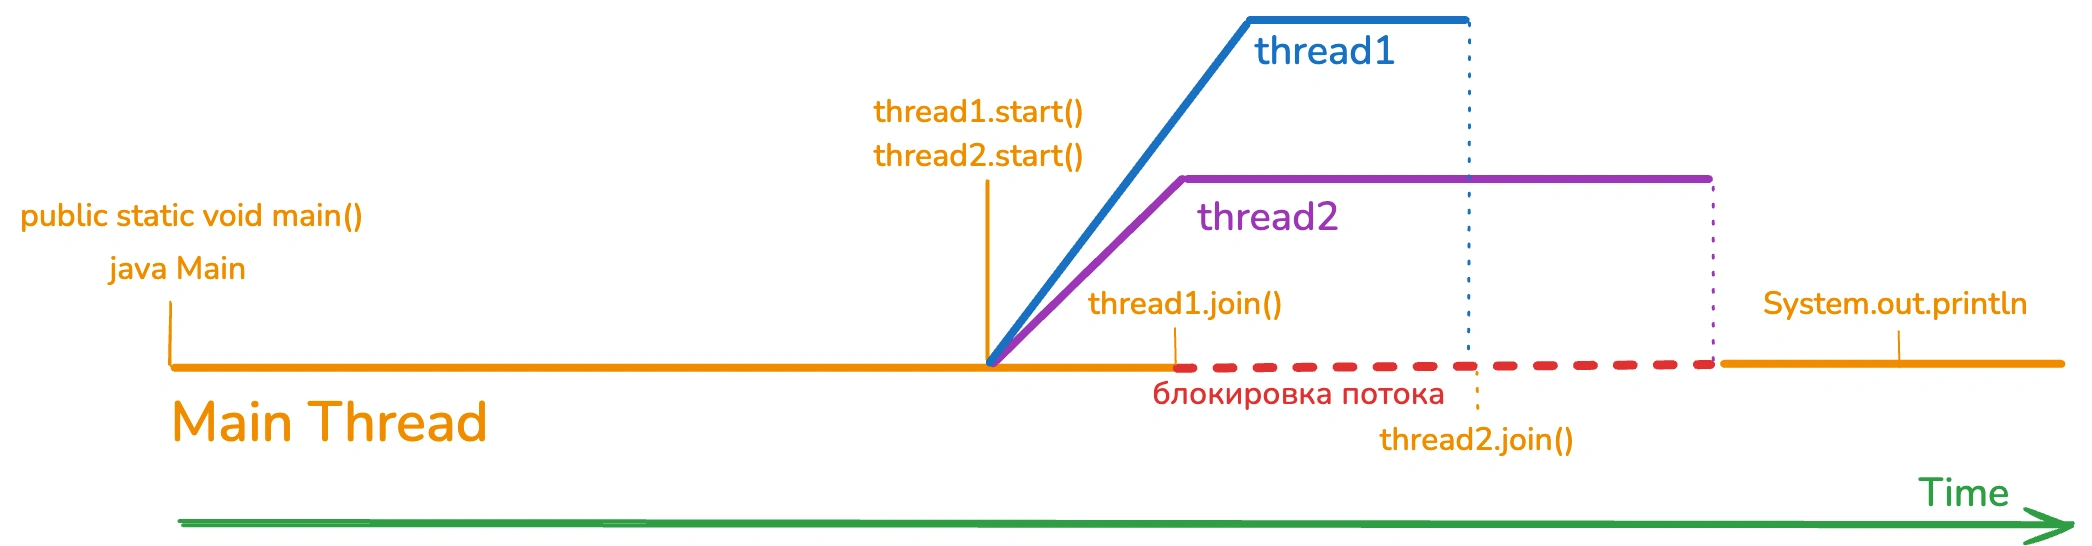 thread1
thread1.start()
thread2.start()
public static void main()
java Main
thread2
thread1.join()
System.out.println
блокировка потока
Main Thread
thread2.join()
Time